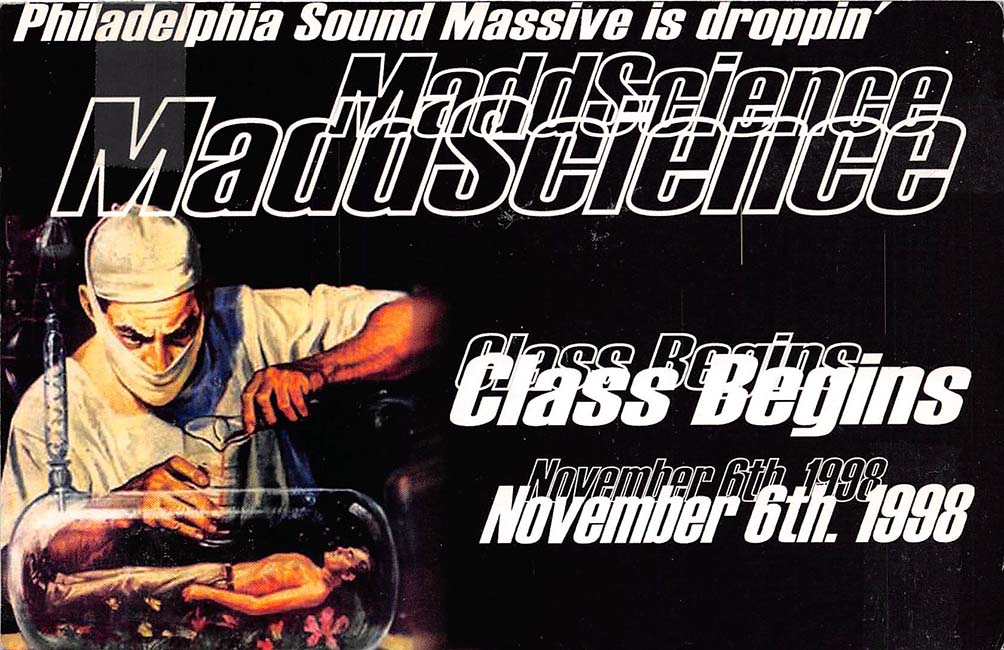 Philadelphia Sound Massive is droppin'
MaddScience
MaddScience
Class Begins
Class Begins
November 6th. 1998
November 6th. 1998